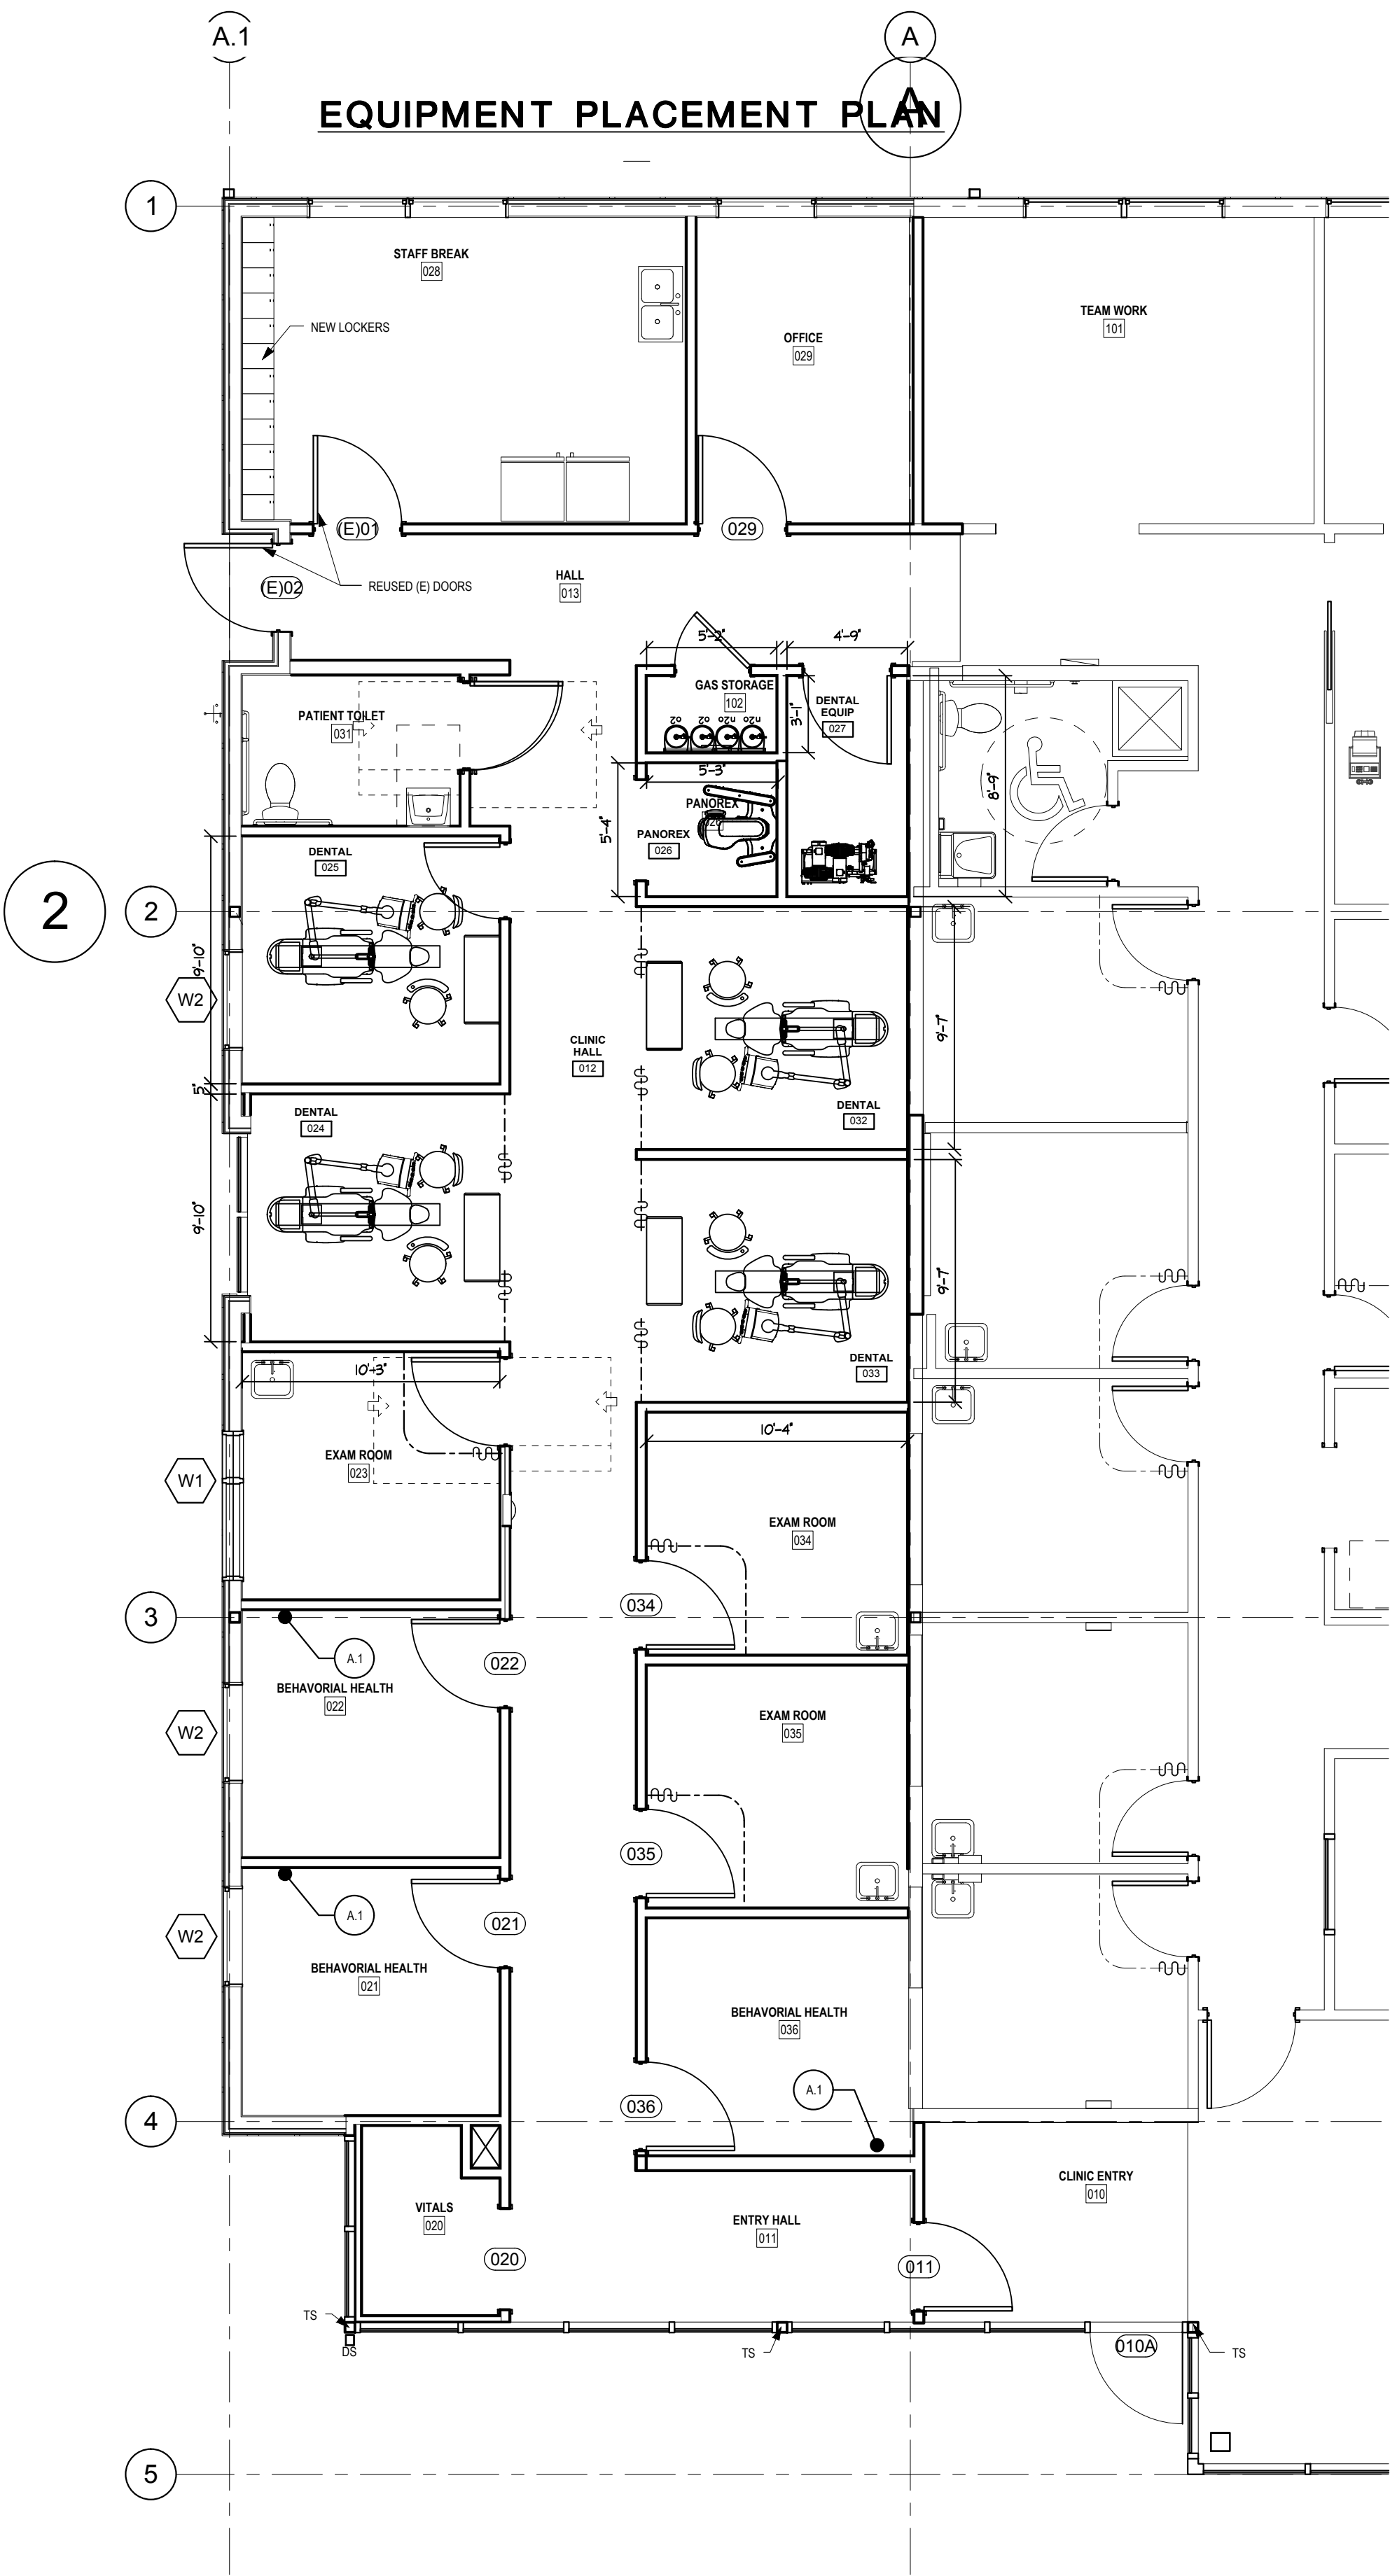 A.1
A
EQUIPMENT PLACEMENT PLAN
A
1
STAFF BREAK
028
NEW LOCKERS
OFFICE
029
TEAM WORK
101
(E)01
029
(E)02
REUSED (E) DOORS
HALL
013
5'-2"
4'-9"
GAS STORAGE
102
DENTAL
EQUIP
027
3'-1"
PATIENT TOILET
031
O2 O2 N2O N2O
5'-3"
PANOREX
8'-9"
5'-4"
PANOREX
026
DENTAL
025
2
2
9'-10"
W2
9'-7"
CLINIC
HALL
012
5"
DENTAL
024
DENTAL
032
9'-10"
9'-7"
DENTAL
033
10'-3"
10'-4"
EXAM ROOM
023
W1
EXAM ROOM
034
3
034
A.1
022
BEHAVORIAL HEALTH
022
EXAM ROOM
035
W2
035
A.1
021
W2
BEHAVORIAL HEALTH
021
BEHAVORIAL HEALTH
036
A.1
036
4
CLINIC ENTRY
010
VITALS
020
ENTRY HALL
011
020
011
TS
DS
TS
010A
TS
5